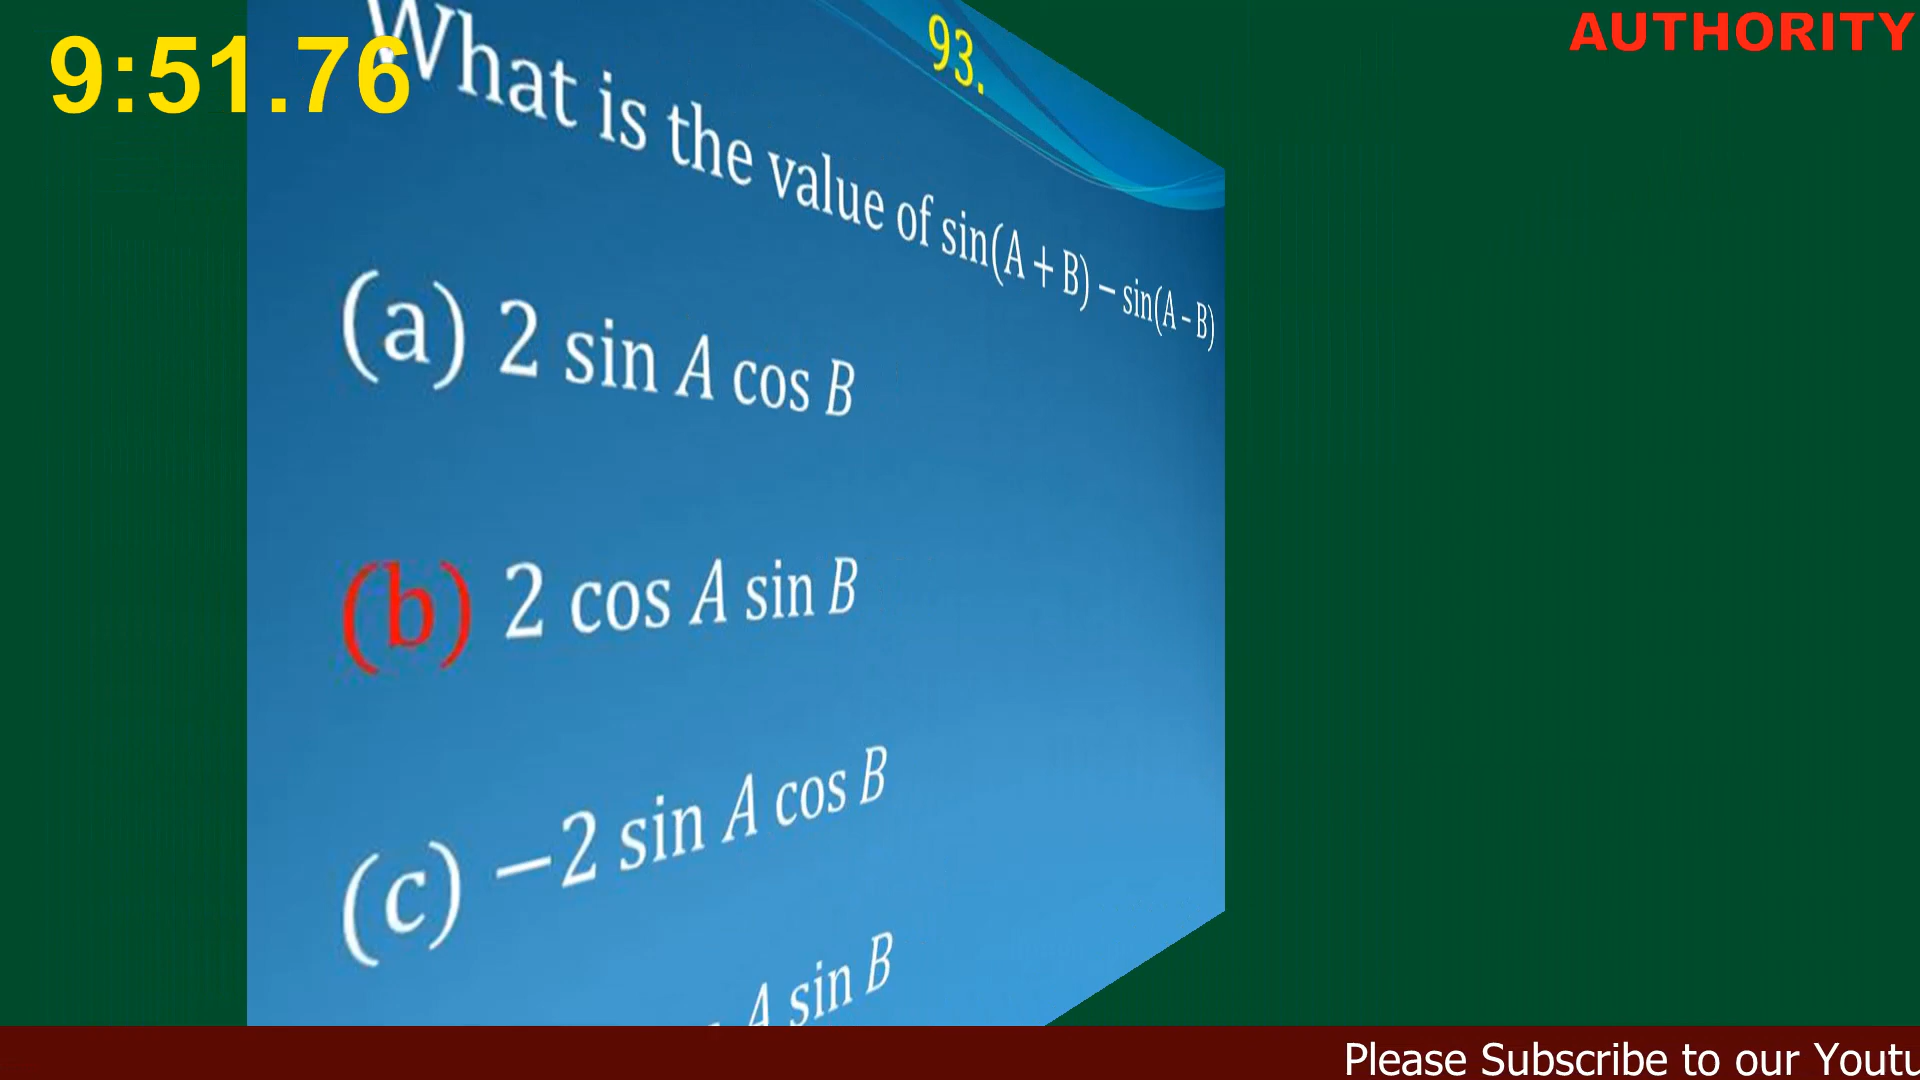 9:51.76
AUTHORITY
93.
What is the value of sin(A + B) – sin(A – B)
(a) 2 sin A cos B
(b) 2 cos A sin B
(c) −2 sin A cos B
A sin B
Please Subscribe to our Youtu